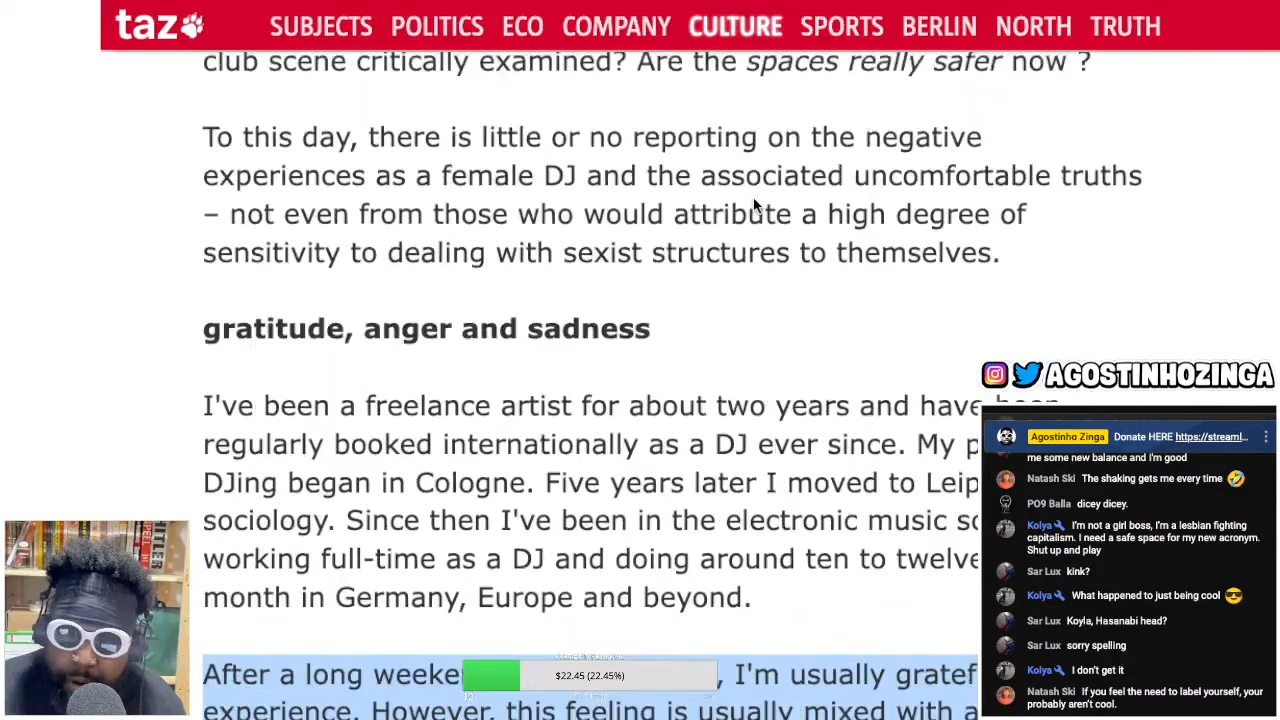 taz
SUBJECTS POLITICS ECO COMPANY CULTURE SPORTS BERLIN NORTH TRUTH
club scene critically examined? Are the spaces really safer now ?
To this day, there is little or no reporting on the negative
experiences as a female DJ and the associated uncomfortable truths
– not even from those who would attribute a high degree of
sensitivity to dealing with sexist structures to themselves.
gratitude, anger and sadness
I've been a freelance artist for about two years and have been
regularly booked internationally as a DJ ever since. My p
DJing began in Cologne. Five years later I moved to Leip
sociology. Since then I've been in the electronic music sc
working full-time as a DJ and doing around ten to twelve
month in Germany, Europe and beyond.
After a long weeke
, I'm usually gratef
experience. However, this feeling is usually mixed with a
$22.45 (22.45%)
AGOSTINHOZINGA
Agostinho Zinga Donate HERE https://streaml...
me some new balance and I'm good
Natash Ski The shaking gets me every time 🤣
PO9 Balla dicey dicey.
Kolya I'm not a girl boss, I'm a lesbian fighting
capitalism. I need a safe space for my new acronym.
Shut up and play
Sar Lux kink?
Kolya What happened to just being cool 😎
Sar Lux Koyla, Hasanabi head?
Sar Lux sorry spelling
Kolya I don't get it
Natash Ski If you feel the need to label yourself, your
probably aren't cool.